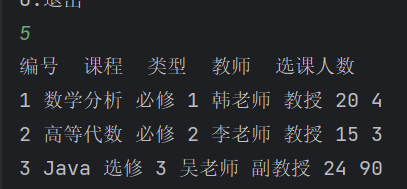 5
编号 课程 类型 教师 选课人数
1 数学分析 必修 1 韩老师 教授 20 4
2 高等代数 必修 2 李老师 教授 15 3
3 Java 选修 3 吴老师 副教授 24 90